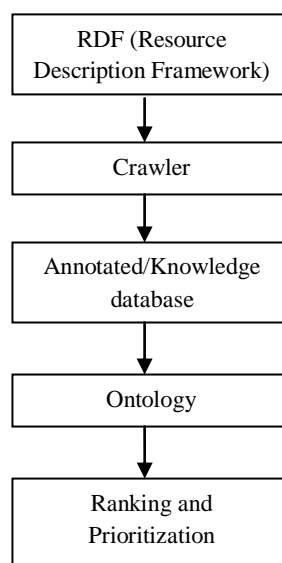 RDF (Resource
Description Framework)
Crawler
Annotated/Knowledge
database
Ontology
Ranking and
Prioritization